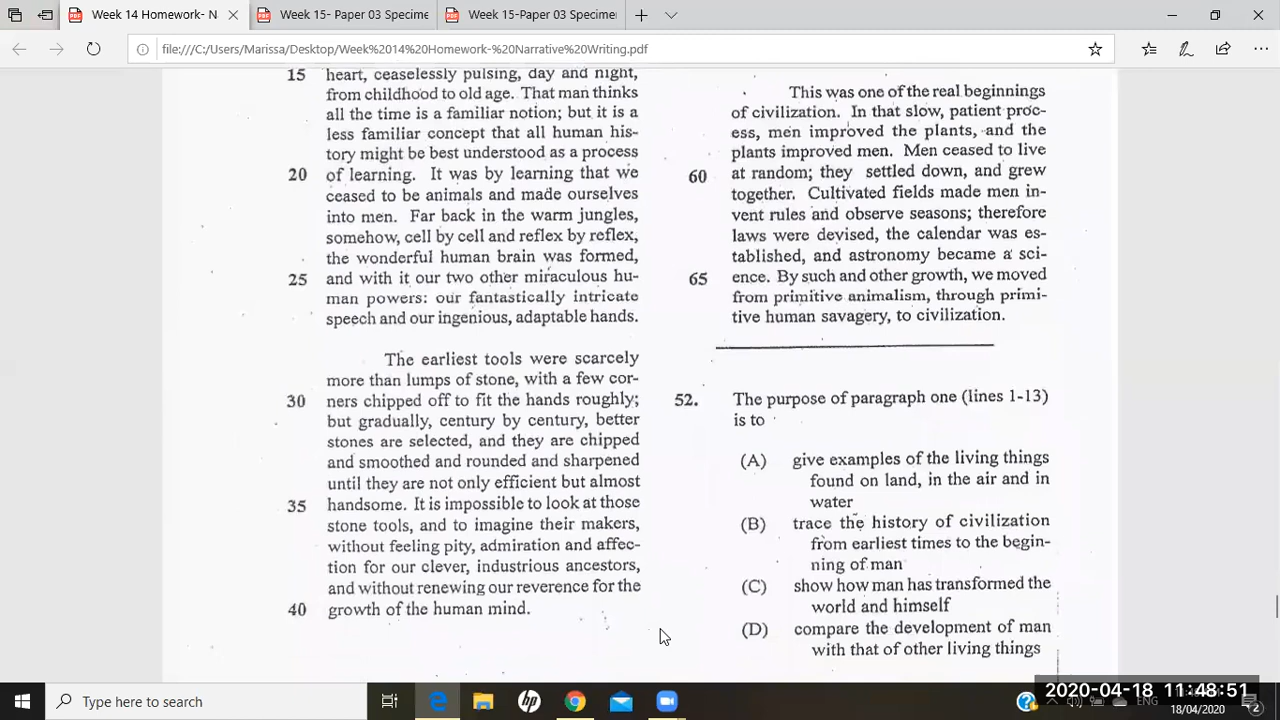 Week 14 Homework- N
Week 15- Paper 03 Specime
Week 15-Paper 03 Specimer
file:///C:/Users/Marissa/Desktop/Week%2014%20Homework-%20Narrative%20Writing.pdf
15 heart, ceaselessly pulsing, day and night,
from childhood to old age. That man thinks
all the time is a familiar notion; but it is a
less familiar concept that all human his-
tory might be best understood as a process
20 of learning. It was by learning that we
ceased to be animals and made ourselves
into men. Far back in the warm jungles,
somehow, cell by cell and reflex by reflex,
the wonderful human brain was formed,
25 and with it our two other miraculous hu-
man powers: our fantastically intricate
speech and our ingenious, adaptable hands.
The earliest tools were scarcely
more than lumps of stone, with a few cor-
30 ners chipped off to fit the hands roughly;
but gradually, century by century, better
stones are selected, and they are chipped
and smoothed and rounded and sharpened
until they are not only efficient but almost
35 handsome. It is impossible to look at those
stone tools, and to imagine their makers,
without feeling pity, admiration and affec-
tion for our clever, industrious ancestors,
and without renewing our reverence for the
40 growth of the human mind.
This was one of the real beginnings
of civilization. In that slow, patient proc-
ess, men improved the plants, and the
plants improved men. Men ceased to live
60 at random; they settled down, and grew
together. Cultivated fields made men in-
vent rules and observe seasons; therefore
laws were devised, the calendar was es-
tablished, and astronomy became a sci-
65 ence. By such and other growth, we moved
from primitive animalism, through primi-
tive human savagery, to civilization.
52. The purpose of paragraph one (lines 1-13)
is to
(A) give examples of the living things
found on land, in the air and in
water
(B) trace the history of civilization
from earliest times to the begin-
ning of man
(C) show how man has transformed the
world and himself
(D) compare the development of man
with that of other living things
Type here to search
2020-04-18 11:48:51
ENG
18/04/2020
2